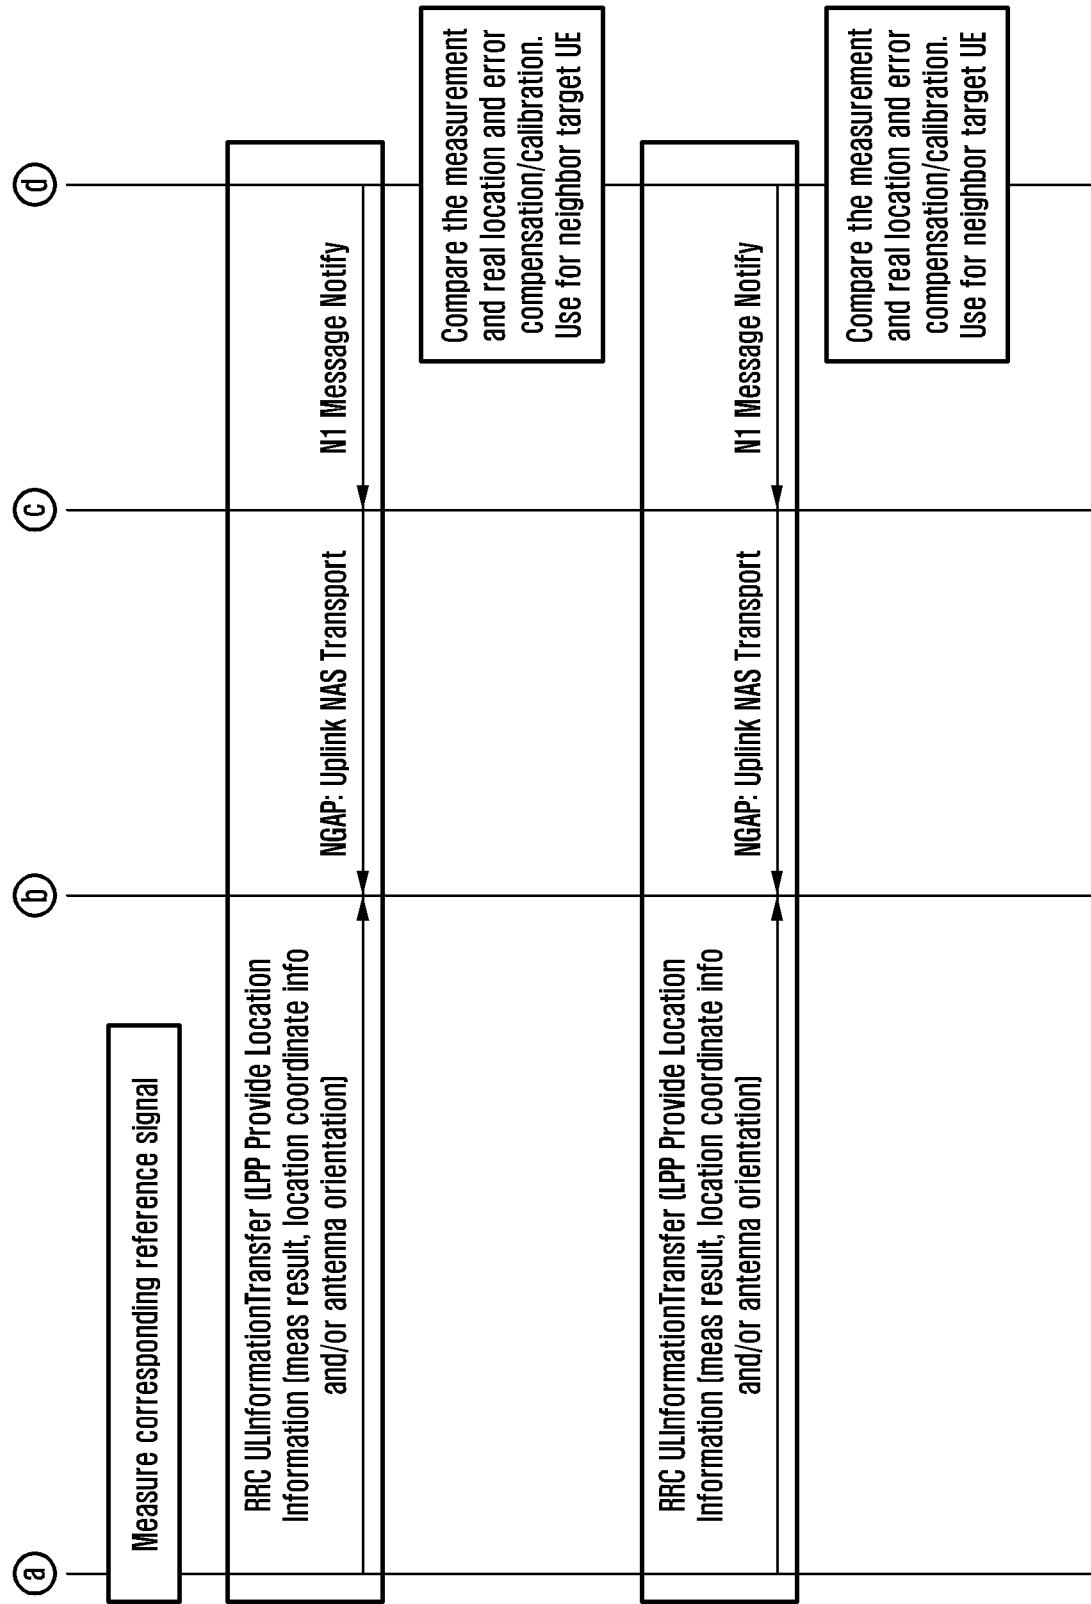 a
b
c
d
Measure corresponding reference signal
RRC ULInformationTransfer (LPP Provide Location
Information (meas result, location coordinate info
and/or antenna orientation)
NGAP: Uplink NAS Transport
N1 Message Notify
Compare the measurement
and real location and error
compensation/calibration.
Use for neighbor target UE
RRC ULInformationTransfer (LPP Provide Location
Information (meas result, location coordinate info
and/or antenna orientation)
NGAP: Uplink NAS Transport
N1 Message Notify
Compare the measurement
and real location and error
compensation/calibration.
Use for neighbor target UE